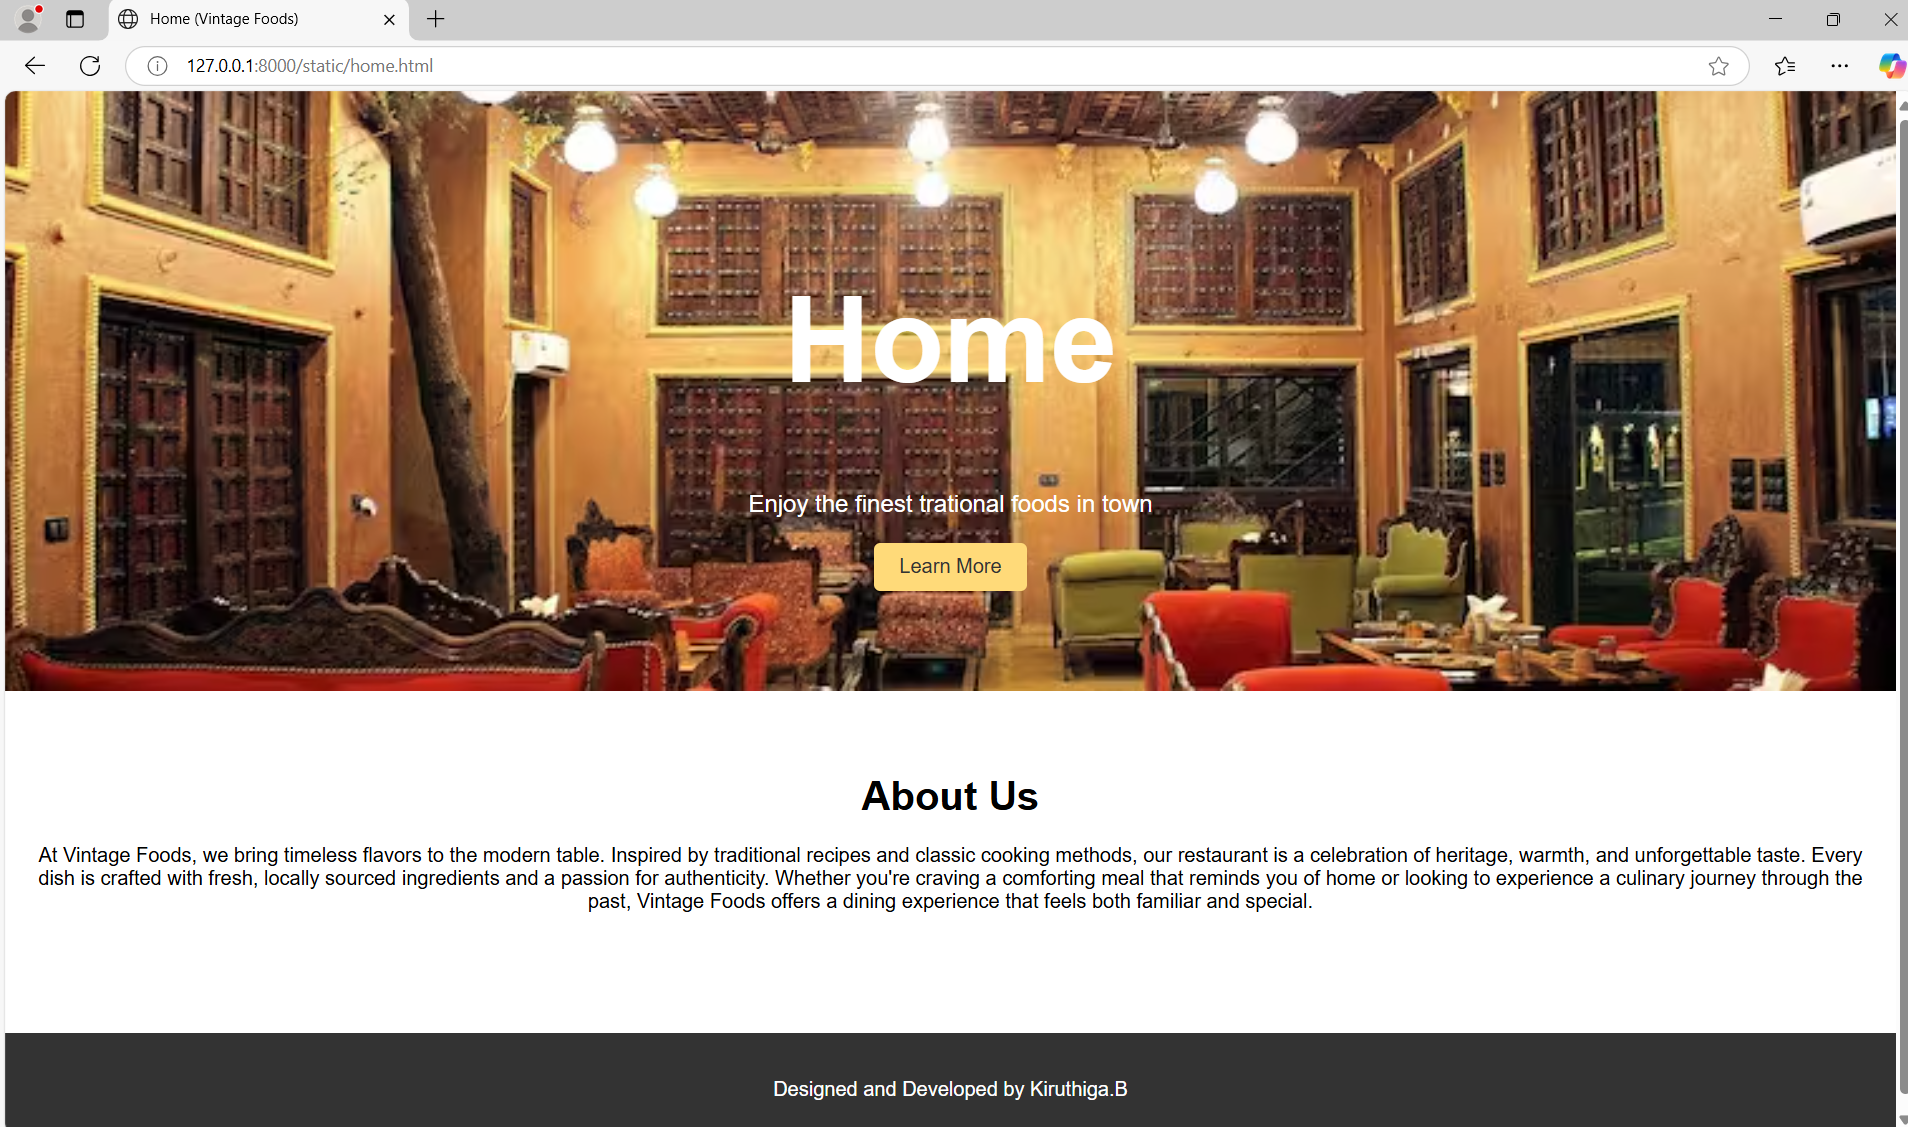 Home (Vintage Foods)
127.0.0.1:8000/static/home.html
Home
Enjoy the finest trational foods in town
Learn More
About Us
At Vintage Foods, we bring timeless flavors to the modern table. Inspired by traditional recipes and classic cooking methods, our restaurant is a celebration of heritage, warmth, and unforgettable taste. Every
dish is crafted with fresh, locally sourced ingredients and a passion for authenticity. Whether you're craving a comforting meal that reminds you of home or looking to experience a culinary journey through the
past, Vintage Foods offers a dining experience that feels both familiar and special.
Designed and Developed by Kiruthiga.B